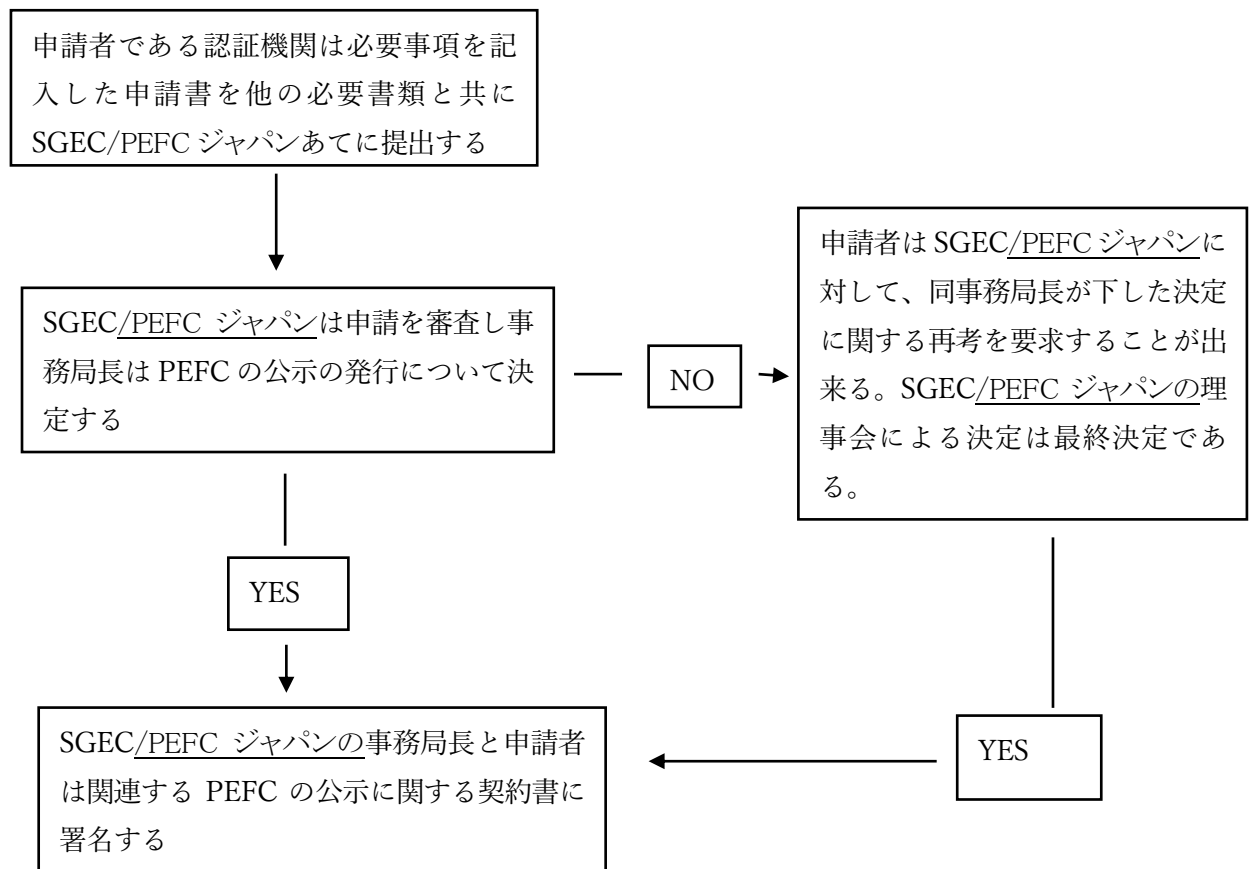 申請者である認証機関は必要事項を記
入した申請書を他の必要書類と共に
SGEC/PEFC ジャパンあてに提出する
SGEC/PEFC ジャパンは申請を審査し事
務局長は PEFC の公示の発行について決
定する
NO
申請者は SGEC/PEFC ジャパンに
対して、同事務局長が下した決定
に関する再考を要求することが出
来る。SGEC/PEFC ジャパンの理
事会による決定は最終決定であ
る。
YES
YES
SGEC/PEFC ジャパンの事務局長と申請者
は関連する PEFC の公示に関する契約書に
署名する